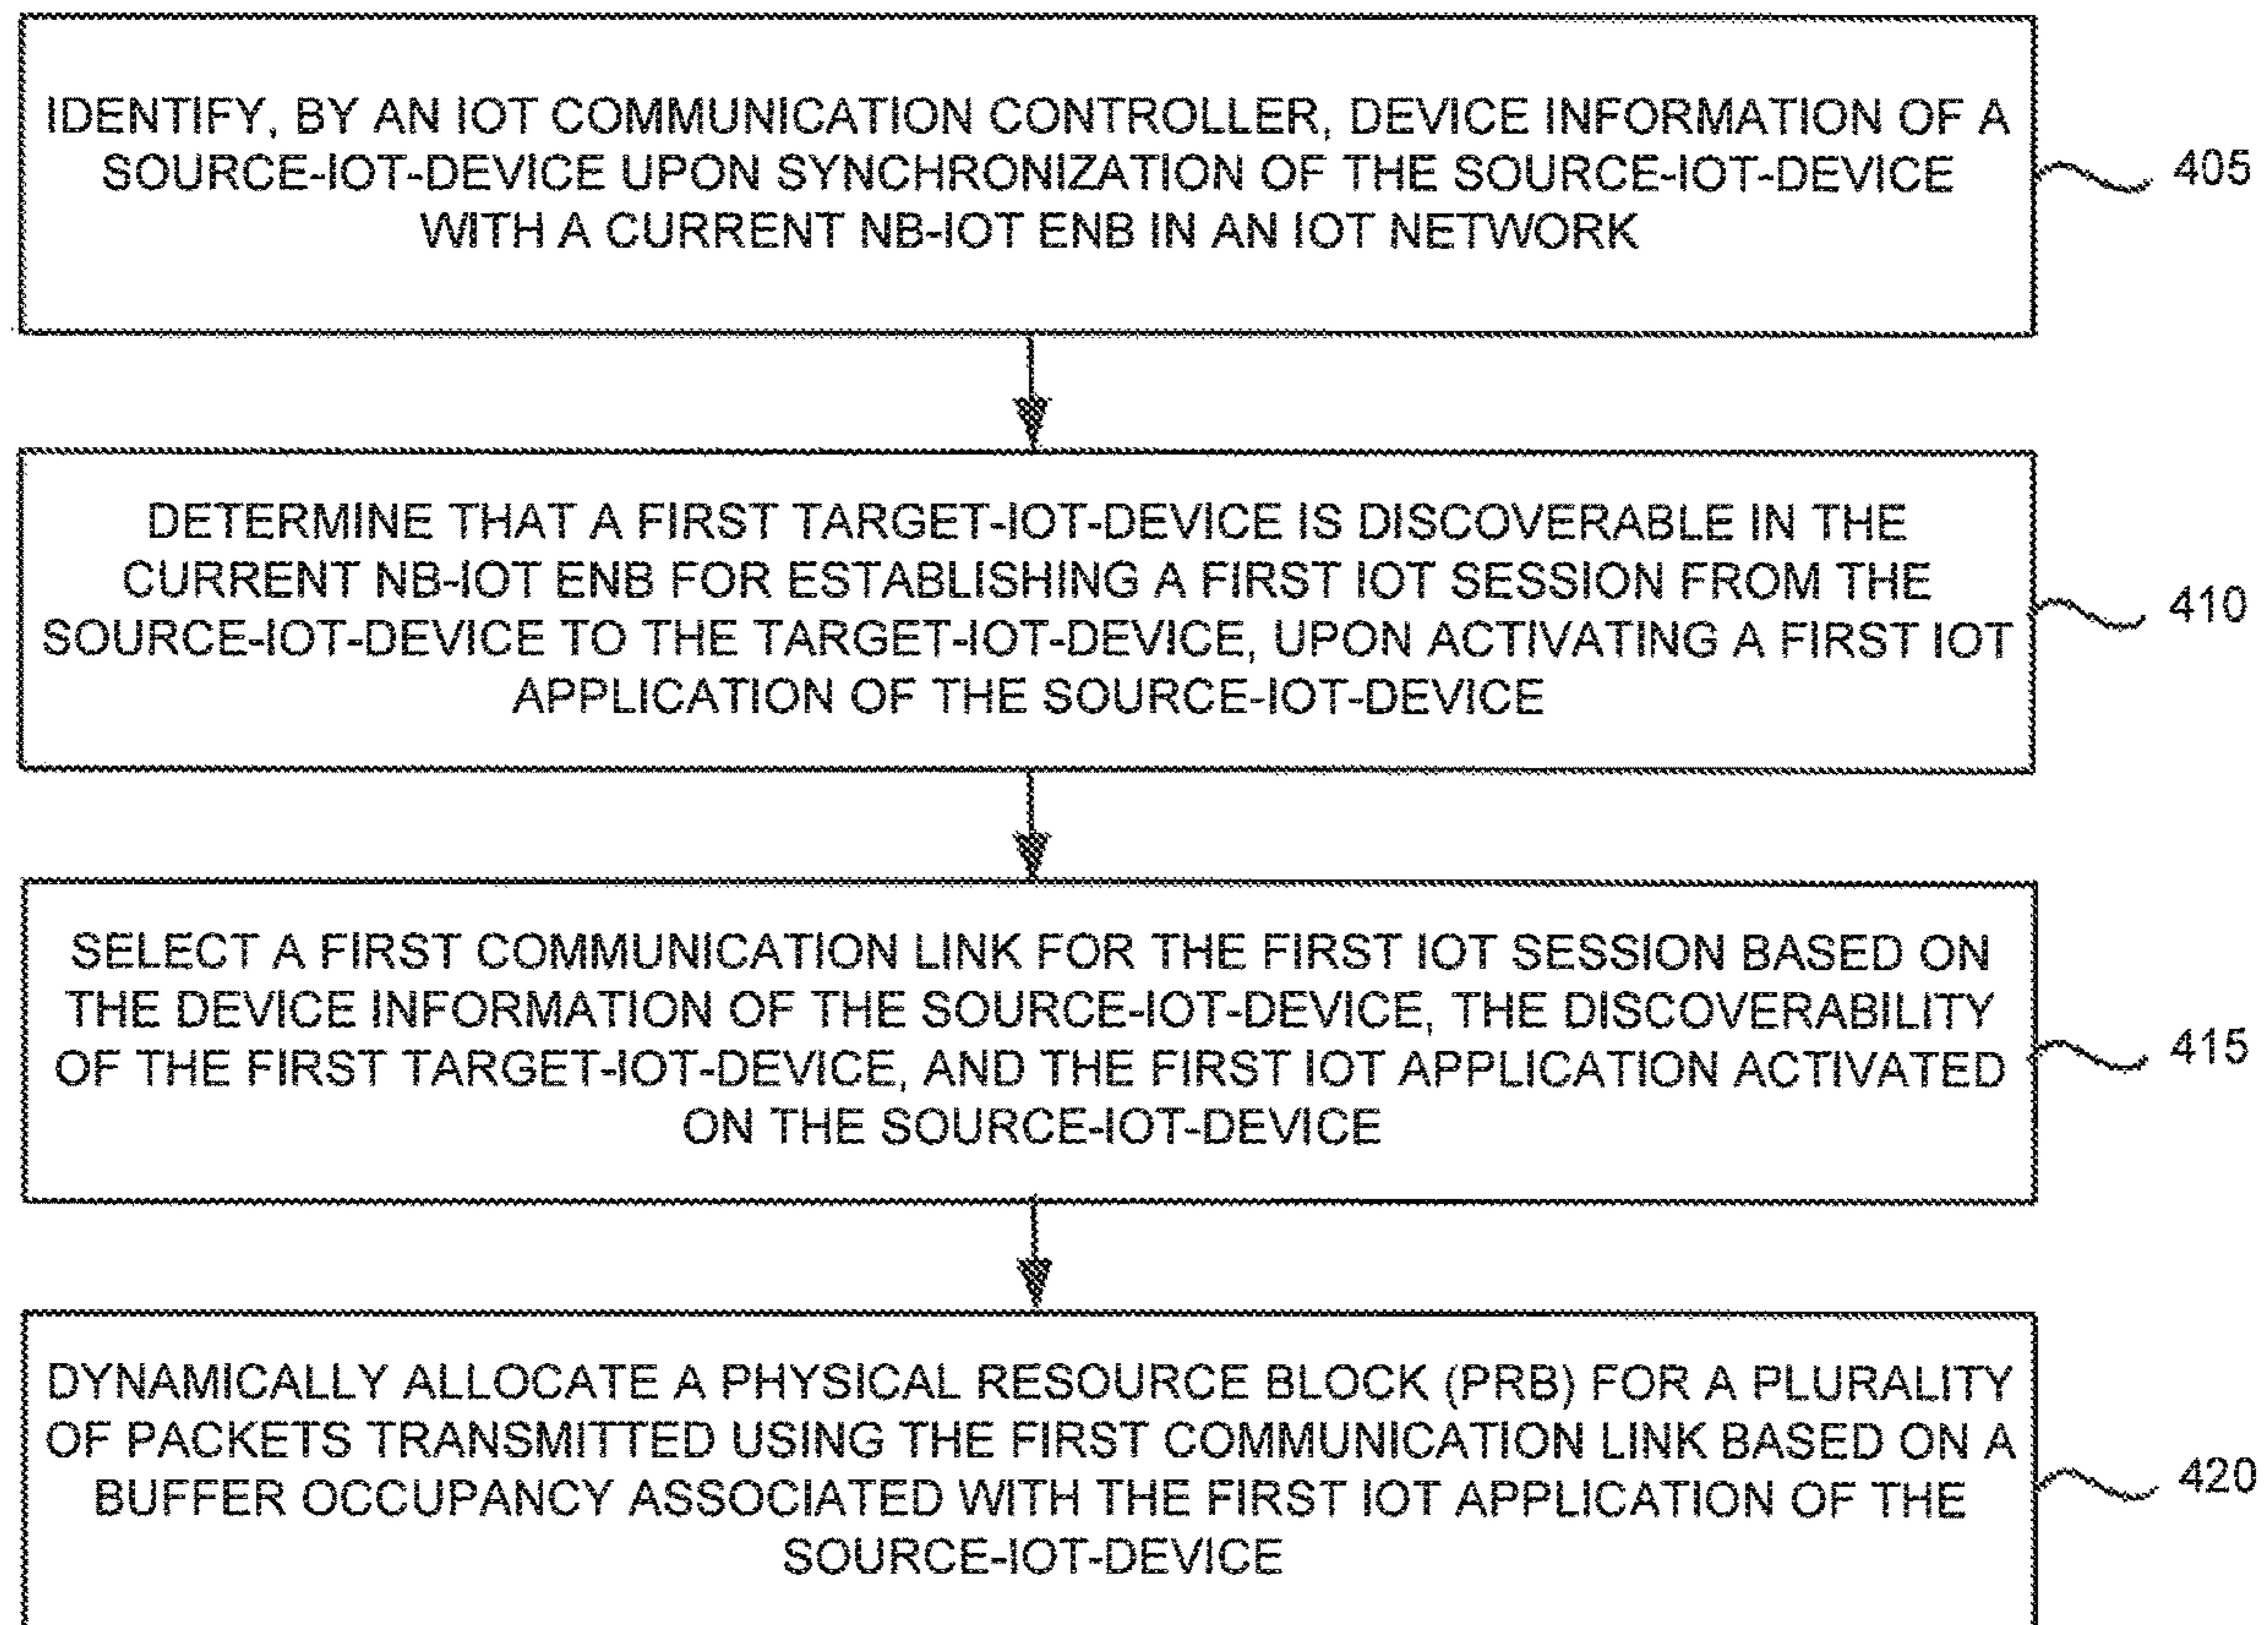 IDENTIFY, BY AN IOT COMMUNICATION CONTROLLER, DEVICE INFORMATION OF A
SOURCE-IOT-DEVICE UPON SYNCHRONIZATION OF THE SOURCE-IOT-DEVICE
WITH A CURRENT NB-IOT ENB IN AN IOT NETWORK
405
DETERMINE THAT A FIRST TARGET-IOT-DEVICE IS DISCOVERABLE IN THE
CURRENT NB-IOT ENB FOR ESTABLISHING A FIRST IOT SESSION FROM THE
SOURCE-IOT-DEVICE TO THE TARGET-IOT-DEVICE, UPON ACTIVATING A FIRST IOT
APPLICATION OF THE SOURCE-IOT-DEVICE
410
SELECT A FIRST COMMUNICATION LINK FOR THE FIRST IOT SESSION BASED ON
THE DEVICE INFORMATION OF THE SOURCE-IOT-DEVICE, THE DISCOVERABILITY
OF THE FIRST TARGET-IOT-DEVICE, AND THE FIRST IOT APPLICATION ACTIVATED
ON THE SOURCE-IOT-DEVICE
415
DYNAMICALLY ALLOCATE A PHYSICAL RESOURCE BLOCK (PRB) FOR A PLURALITY
OF PACKETS TRANSMITTED USING THE FIRST COMMUNICATION LINK BASED ON A
BUFFER OCCUPANCY ASSOCIATED WITH THE FIRST IOT APPLICATION OF THE
SOURCE-IOT-DEVICE
420